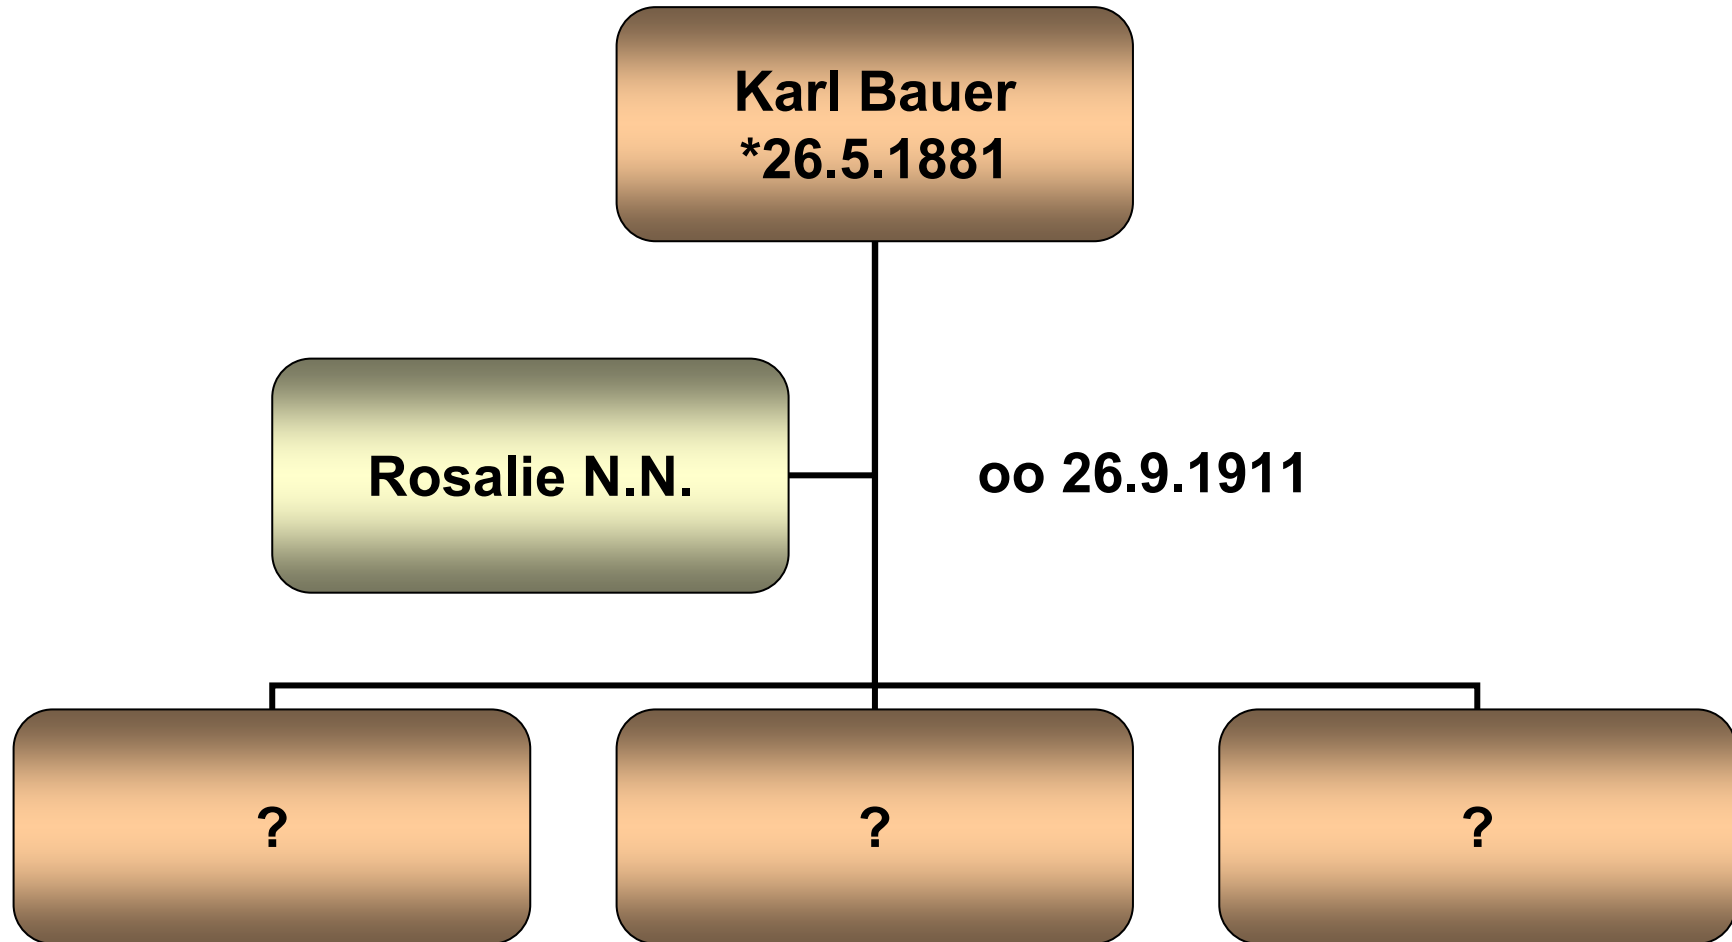 Karl Bauer
*26.5.1881
Rosalie N.N.
oo 26.9.1911
?
?
?